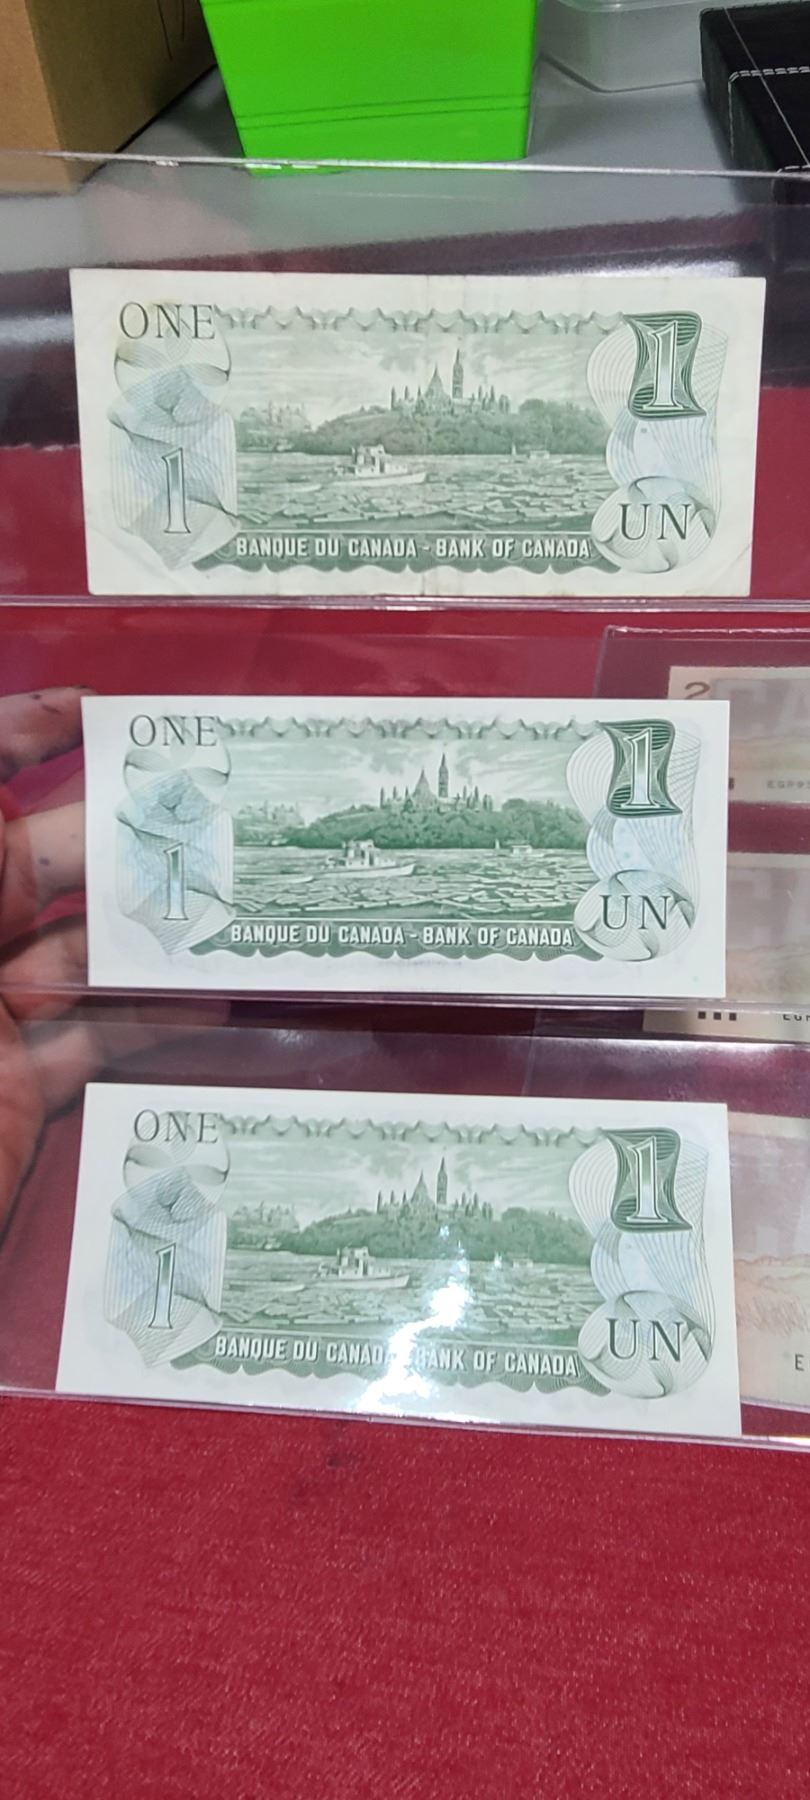 ONE
1
1
UN
BANQUE DU CANADA - BANK OF CANADA
2
ONE
1
1
UN
BANQUE DU CANADA - BANK OF CANADA
ONE
1
1
UN
BANQUE DU CANADA BANK OF CANADA
E